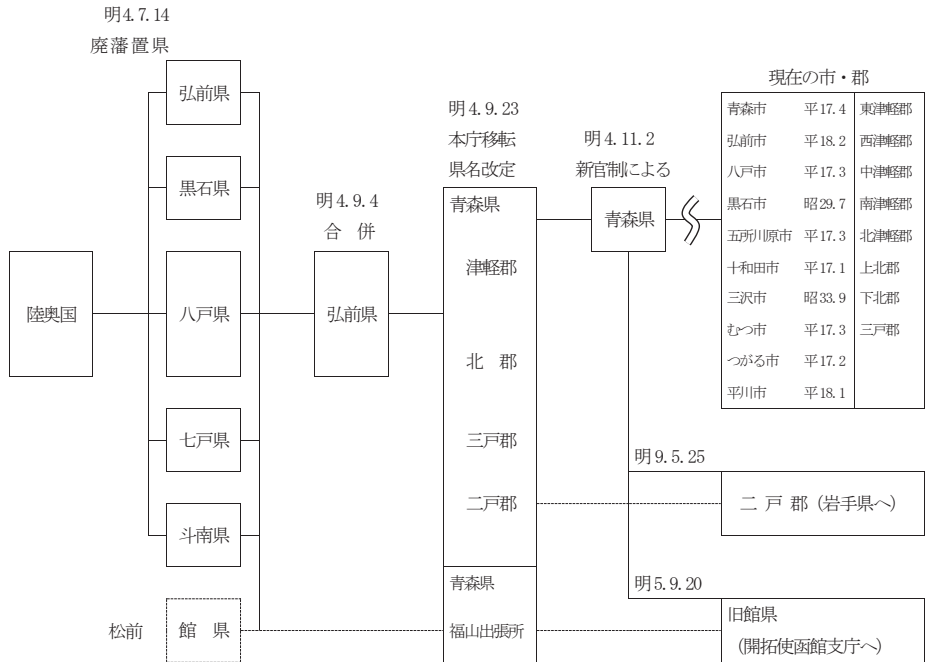 明4.7.14
廃藩置県
弘前県
黒石県
陸奥国
八戸県
七戸県
斗南県
松前
館 県
明4.9.4
合 併
弘前県
明4.9.23
本庁移転
県名改定
青森県
津軽郡
北 郡
三戸郡
二戸郡
青森県
福山出張所
明4.11.2
新官制による
青森県
現在の市・郡
青森市 平17.4 東津軽郡
弘前市 平18.2 西津軽郡
八戸市 平17.3 中津軽郡
黒石市 昭29.7 南津軽郡
五所川原市 平17.3 北津軽郡
十和田市 平17.1 上北郡
三沢市 昭33.9 下北郡
むつ市 平17.3 三戸郡
つがる市 平17.2
平川市 平18.1
明9.5.25
二 戸 郡 (岩手県へ)
明5.9.20
旧館県
(開拓使函館支庁へ)